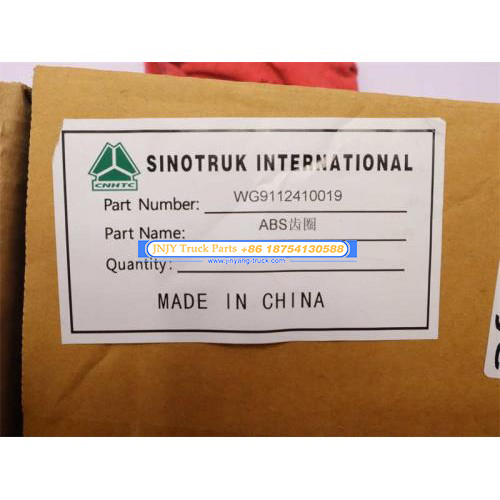 CNHTC
SINOTRUK INTERNATIONAL
Part Number: WG9112410019
Part Name: ABS齿圈
JNJY Truck Parts +86 18754130588
www.jinyang-truck.com
Quantity:
MADE IN CHINA